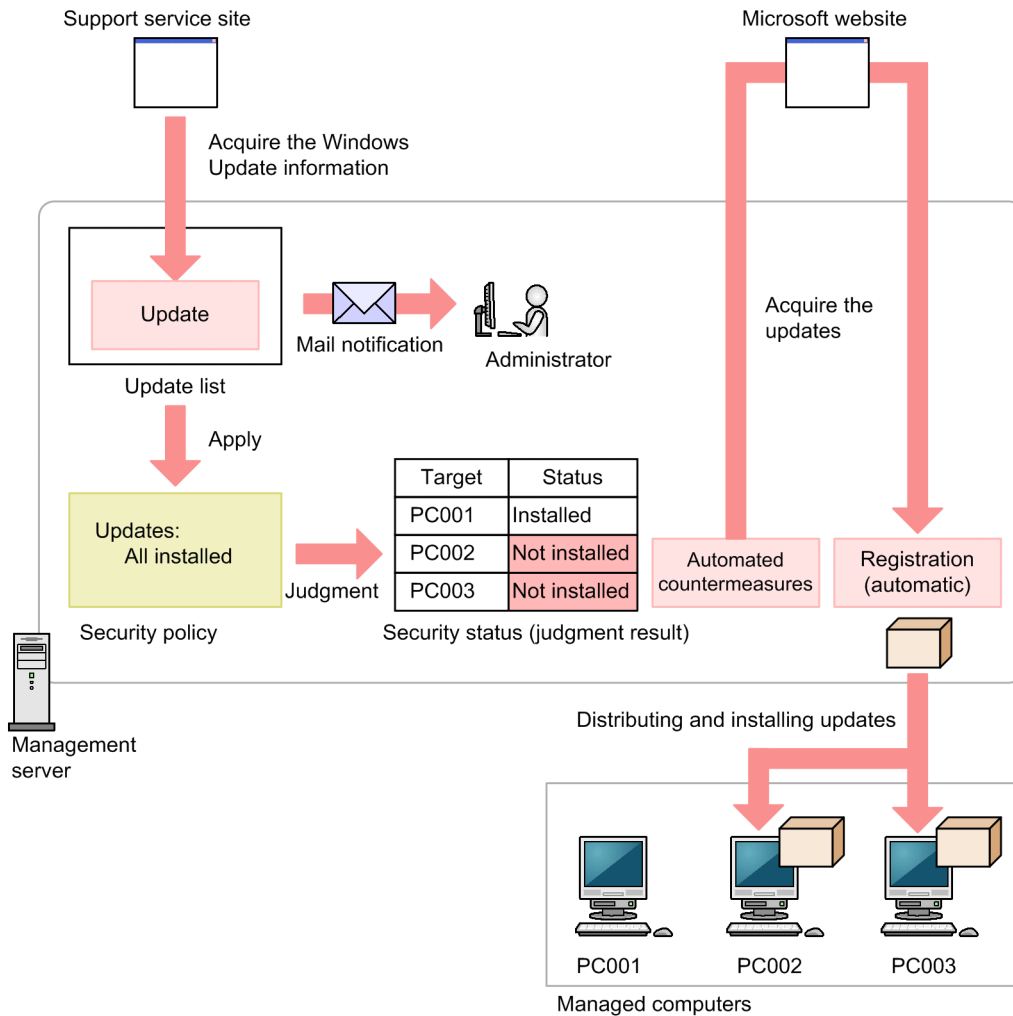 Support service site
Microsoft website
Acquire the Windows
Update information
Update
Mail notification
Administrator
Update list
Acquire the
updates
Apply
Updates:
All installed
Judgment
Security policy
Target Status
PC001 Installed
PC002 Not installed
PC003 Not installed
Security status (judgment result)
Automated
countermeasures
Registration
(automatic)
Management
server
Distributing and installing updates
PC001
PC002
PC003
Managed computers